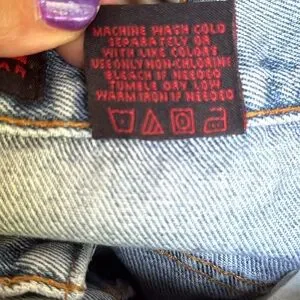 MACHINE WASH COLD
SEPARATELY OR
WITH LIKE COLORS
USE ONLY NON-CHLORINE
BLEACH IF NEEDED
TUMBLE DRY LOW
WARM IRON IF NEEDED